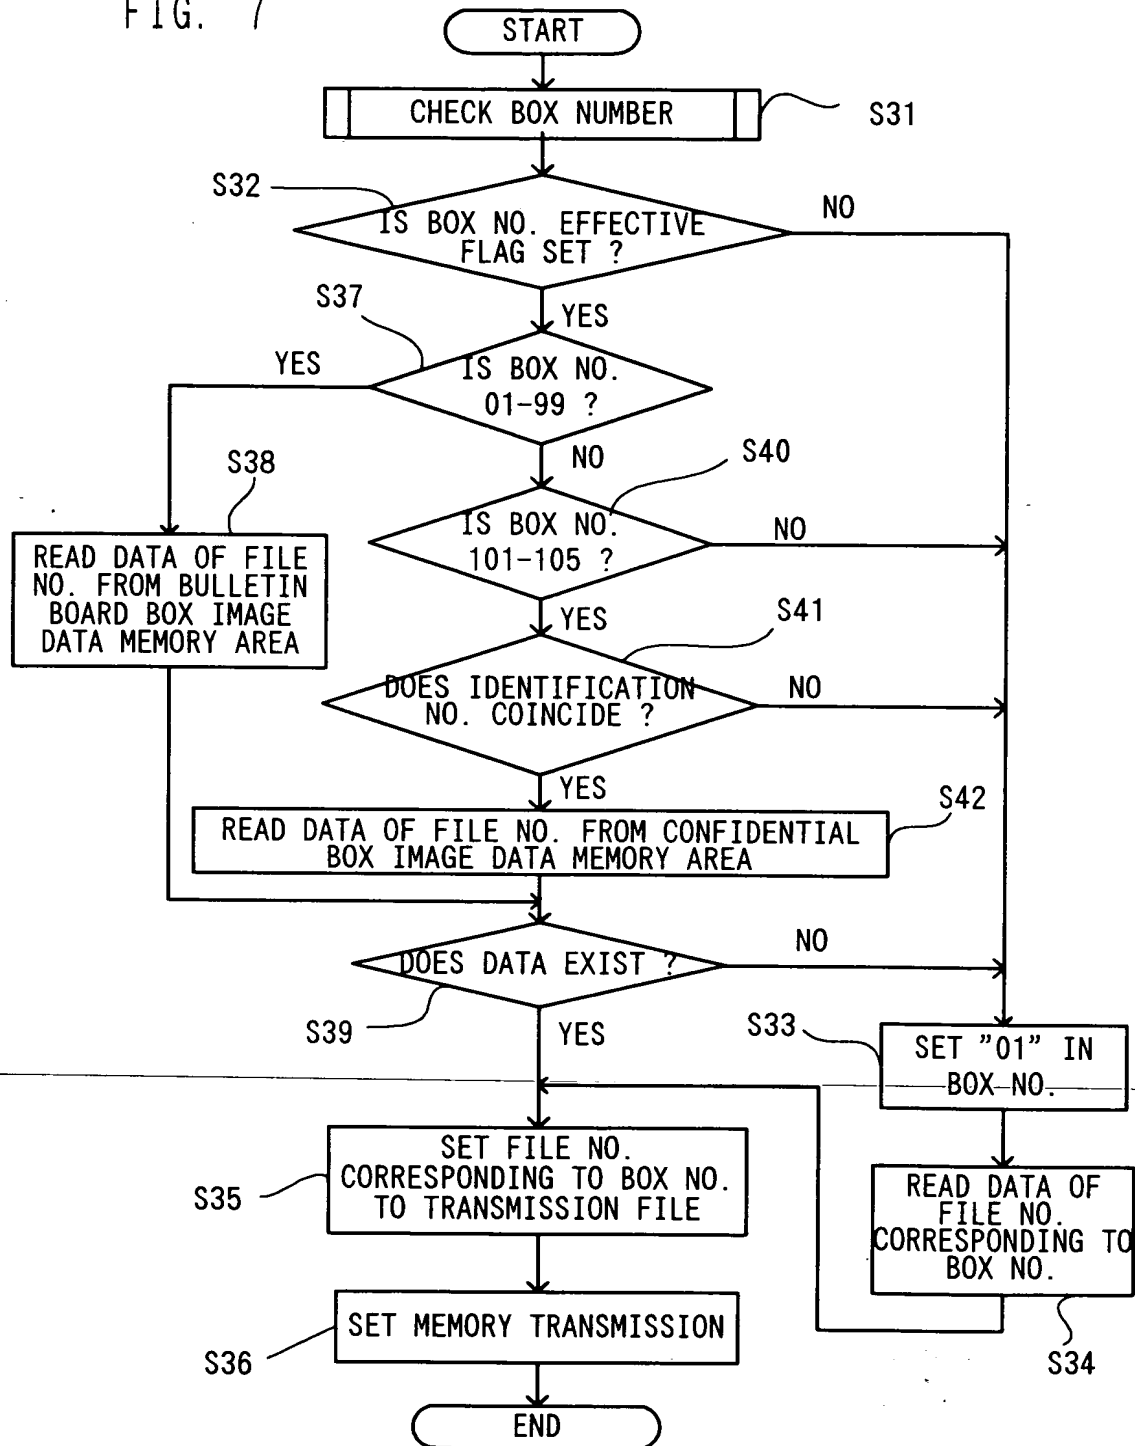 FIG. 7
START
CHECK BOX NUMBER
S31
S32
IS BOX NO. EFFECTIVE
FLAG SET ?
NO
YES
S37
IS BOX NO.
01-99 ?
YES
NO
S38
READ DATA OF FILE
NO. FROM BULLETIN
BOARD BOX IMAGE
DATA MEMORY AREA
S40
IS BOX NO.
101-105 ?
NO
YES
S41
DOES IDENTIFICATION
NO. COINCIDE ?
NO
YES
S42
READ DATA OF FILE NO. FROM CONFIDENTIAL
BOX IMAGE DATA MEMORY AREA
DOES DATA EXIST ?
NO
S39
YES
S33
SET "01" IN
BOX NO.
S35
SET FILE NO.
CORRESPONDING TO BOX NO.
TO TRANSMISSION FILE
READ DATA OF
FILE NO.
CORRESPONDING TO
BOX NO.
S34
SET MEMORY TRANSMISSION
S36
END